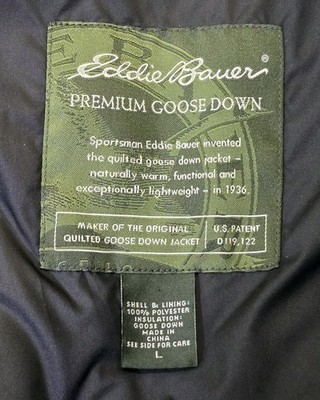 Eddie Bauer®
PREMIUM GOOSE DOWN
Sportsman Eddie Bauer invented
the quilted goose down jacket –
naturally warm, functional and
exceptionally lightweight – in 1936.
MAKER OF THE ORIGINAL
QUILTED GOOSE DOWN JACKET
U.S. PATENT
D119,122
SHELL & LINING:
100% POLYESTER
INSULATION:
GOOSE DOWN
MADE IN
CHINA
SEE SIDE FOR CARE
L